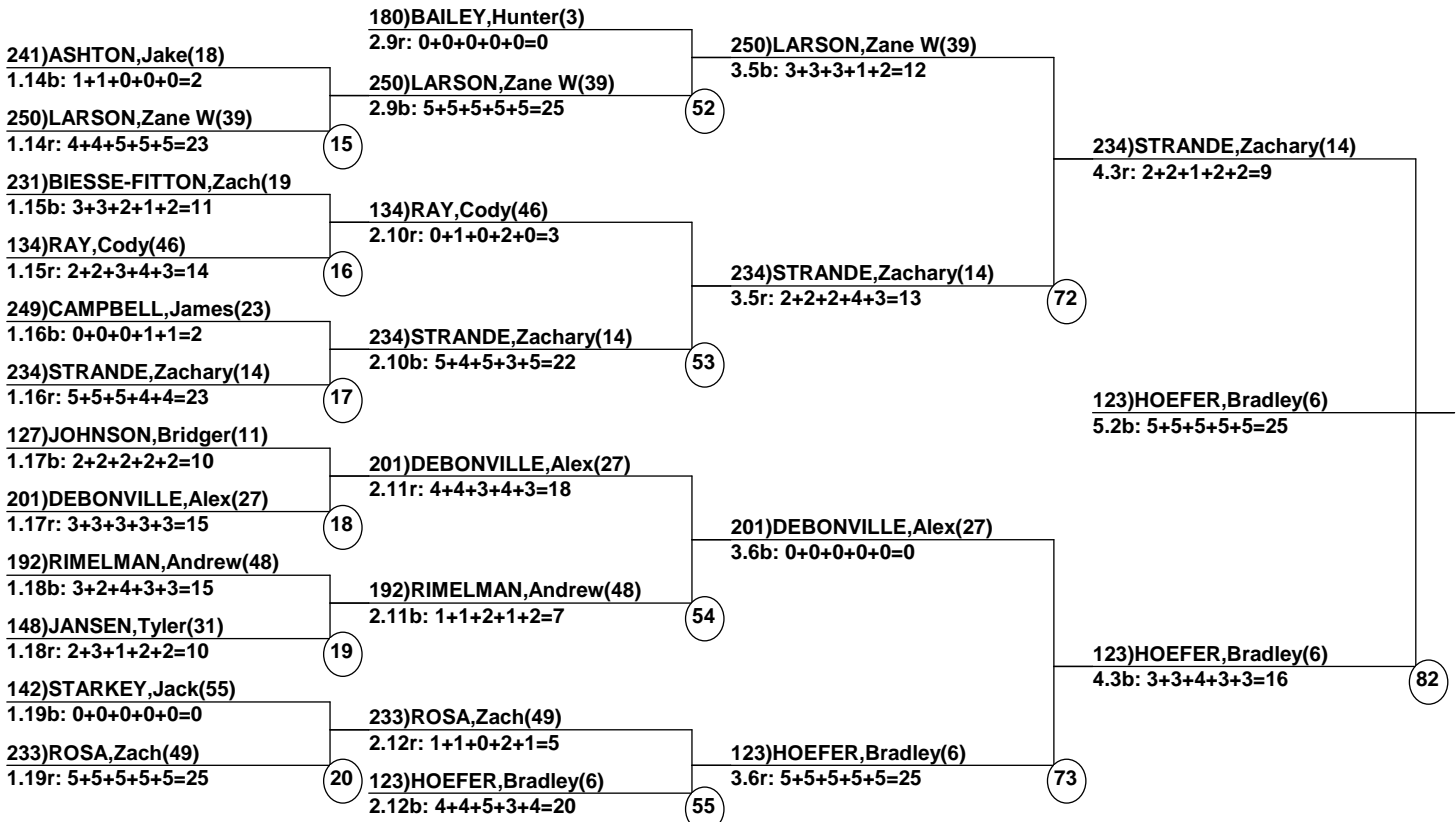 241)ASHTON,Jake(18)
1.14b: 1+1+0+0+0=2
250)LARSON,Zane W(39)
1.14r: 4+4+5+5+5=23
15
231)BIESSE-FITTON,Zach(19
1.15b: 3+3+2+1+2=11
134)RAY,Cody(46)
1.15r: 2+2+3+4+3=14
16
249)CAMPBELL,James(23)
1.16b: 0+0+0+1+1=2
234)STRANDE,Zachary(14)
1.16r: 5+5+5+4+4=23
17
127)JOHNSON,Bridger(11)
1.17b: 2+2+2+2+2=10
201)DEBONVILLE,Alex(27)
1.17r: 3+3+3+3+3=15
18
192)RIMELMAN,Andrew(48)
1.18b: 3+2+4+3+3=15
148)JANSEN,Tyler(31)
1.18r: 2+3+1+2+2=10
19
142)STARKEY,Jack(55)
1.19b: 0+0+0+0+0=0
233)ROSA,Zach(49)
1.19r: 5+5+5+5+5=25
20
180)BAILEY,Hunter(3)
2.9r: 0+0+0+0+0=0
250)LARSON,Zane W(39)
2.9b: 5+5+5+5+5=25
52
134)RAY,Cody(46)
2.10r: 0+1+0+2+0=3
234)STRANDE,Zachary(14)
2.10b: 5+4+5+3+5=22
53
201)DEBONVILLE,Alex(27)
2.11r: 4+4+3+4+3=18
192)RIMELMAN,Andrew(48)
2.11b: 1+1+2+1+2=7
54
233)ROSA,Zach(49)
2.12r: 1+1+0+2+1=5
123)HOEFER,Bradley(6)
2.12b: 4+4+5+3+4=20
55
250)LARSON,Zane W(39)
3.5b: 3+3+3+1+2=12
234)STRANDE,Zachary(14)
3.5r: 2+2+2+4+3=13
72
201)DEBONVILLE,Alex(27)
3.6b: 0+0+0+0+0=0
123)HOEFER,Bradley(6)
3.6r: 5+5+5+5+5=25
73
234)STRANDE,Zachary(14)
4.3r: 2+2+1+2+2=9
123)HOEFER,Bradley(6)
4.3b: 3+3+4+3+3=16
82
123)HOEFER,Bradley(6)
5.2b: 5+5+5+5+5=25